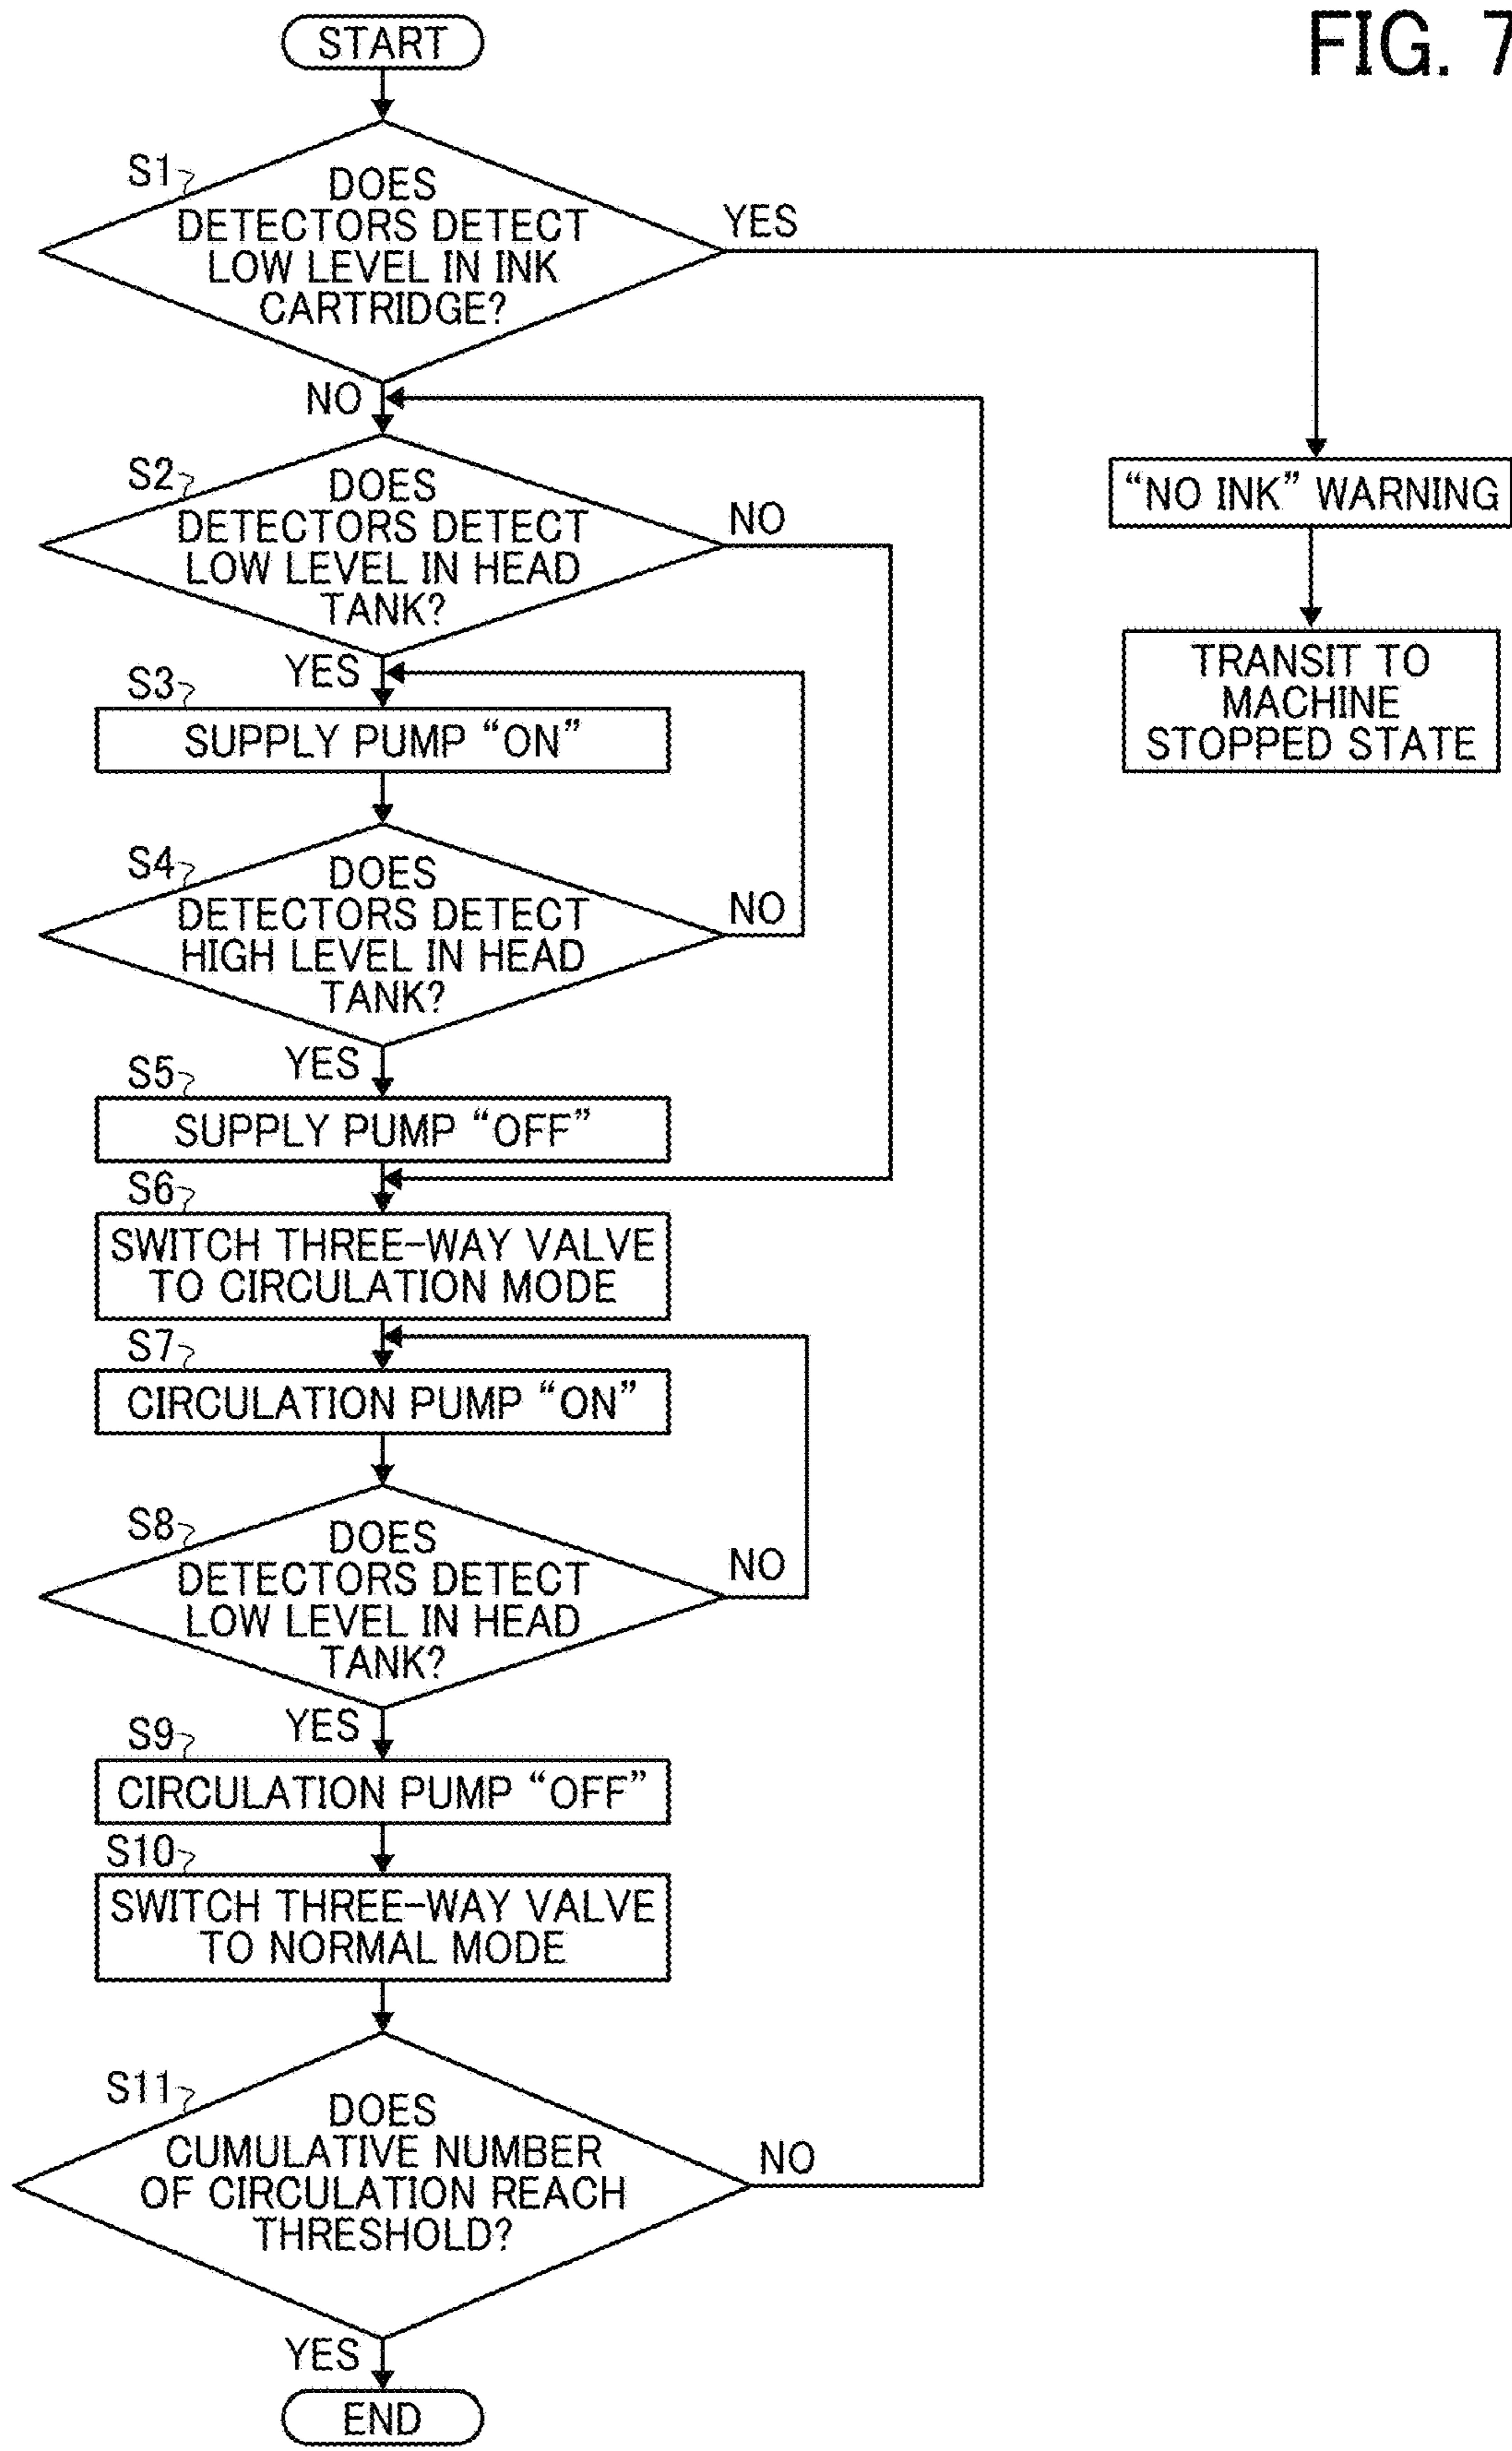 FIG. 7
START
S1
DOES
DETECTORS DETECT
LOW LEVEL IN INK
CARTRIDGE?
YES
NO
"NO INK" WARNING
TRANSIT TO
MACHINE
STOPPED STATE
S2
DOES
DETECTORS DETECT
LOW LEVEL IN HEAD
TANK?
NO
YES
S3
SUPPLY PUMP "ON"
S4
DOES
DETECTORS DETECT
HIGH LEVEL IN HEAD
TANK?
NO
YES
S5
SUPPLY PUMP "OFF"
S6
SWITCH THREE-WAY VALVE
TO CIRCULATION MODE
S7
CIRCULATION PUMP "ON"
S8
DOES
DETECTORS DETECT
LOW LEVEL IN HEAD
TANK?
NO
YES
S9
CIRCULATION PUMP "OFF"
S10
SWITCH THREE-WAY VALVE
TO NORMAL MODE
S11
DOES
CUMULATIVE NUMBER
OF CIRCULATION REACH
THRESHOLD?
NO
YES
END